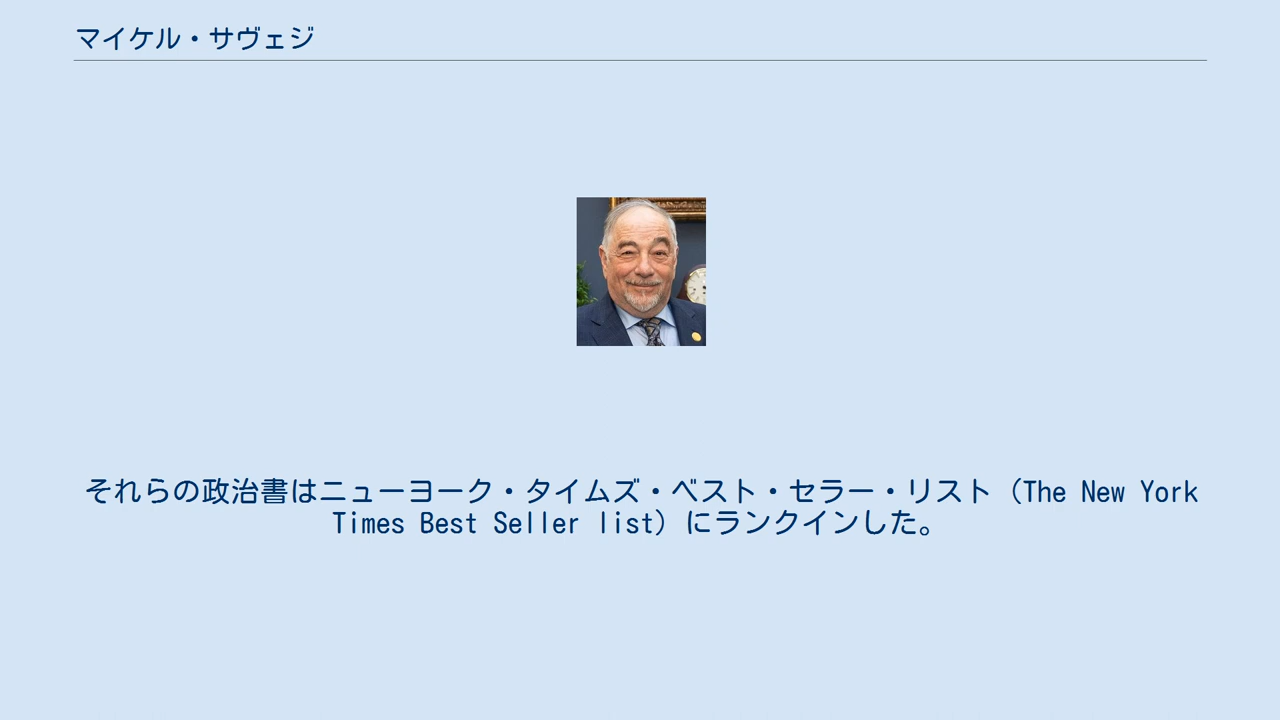 マイケル・サヴェジ
それらの政治書はニューヨーク・タイムズ・ベスト・セラー・リスト（The New York
Times Best Seller list）にランクインした。